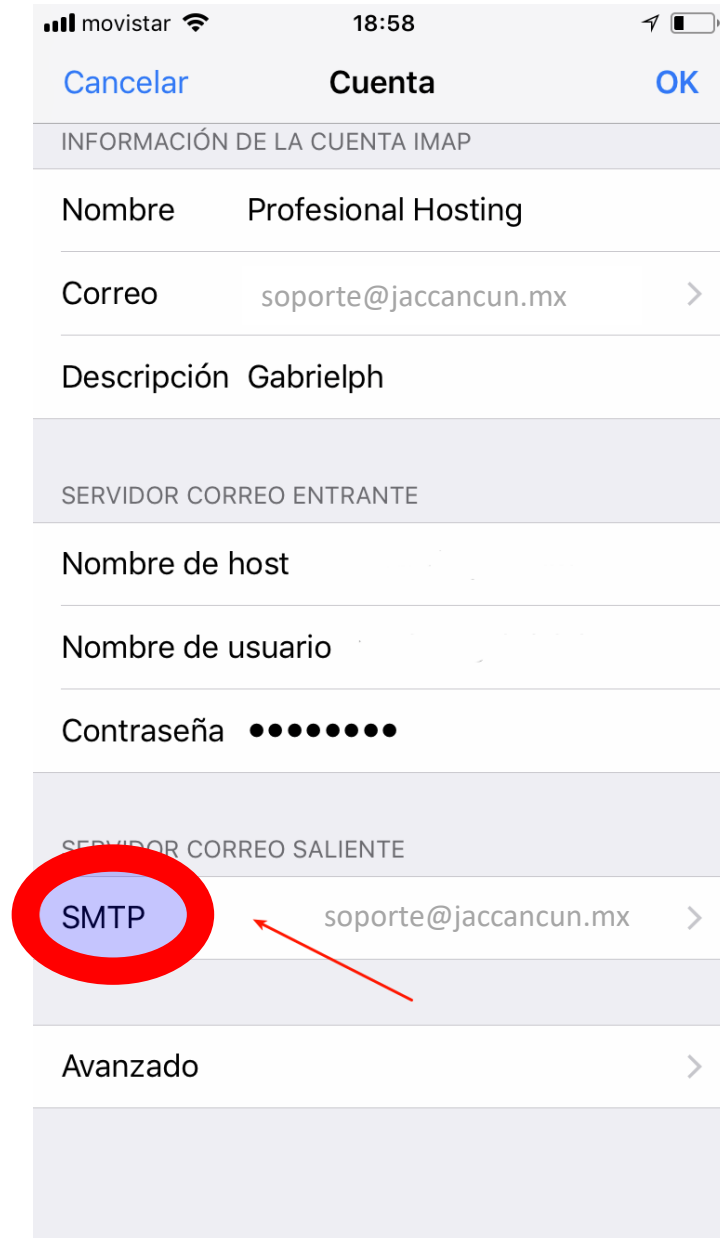 movistar 18:58
Cancelar Cuenta OK
INFORMACIÓN DE LA CUENTA IMAP
Nombre Profesional Hosting
Correo soporte@jaccancun.mx
Descripción Gabrielph
SERVIDOR CORREO ENTRANTE
Nombre de host
Nombre de usuario
Contraseña ●●●●●●●●
SERVIDOR CORREO SALIENTE
SMTP soporte@jaccancun.mx
Avanzado